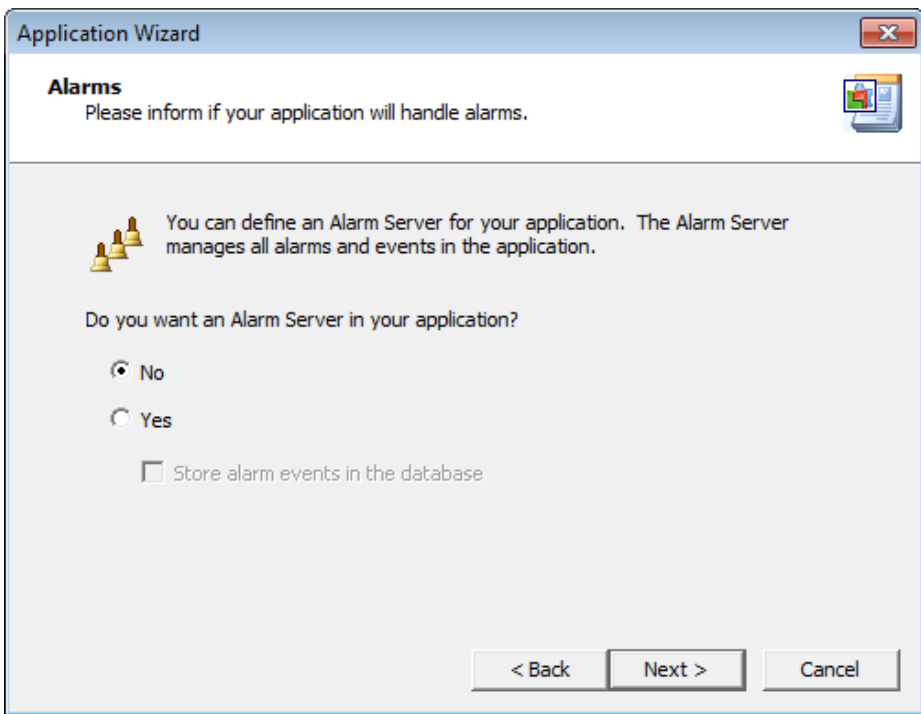 Application Wizard
Alarms
Please inform if your application will handle alarms.
You can define an Alarm Server for your application.  The Alarm Server
manages all alarms and events in the application.
Do you want an Alarm Server in your application?
No
Yes
Store alarm events in the database
< Back
Next >
Cancel